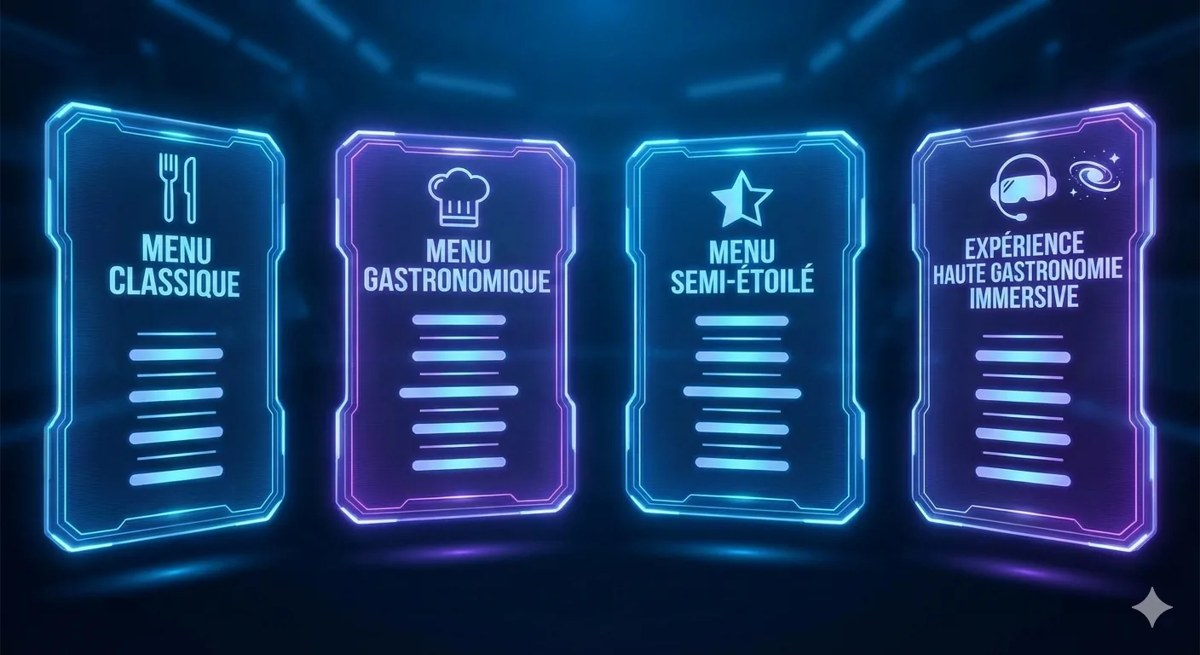 MENU
CLASSIQUE
MENU
GASTRONOMIQUE
MENU
SEMI-ÉTOILÉ
EXPÉRIENCE
HAUTE GASTRONOMIE
IMMERSIVE